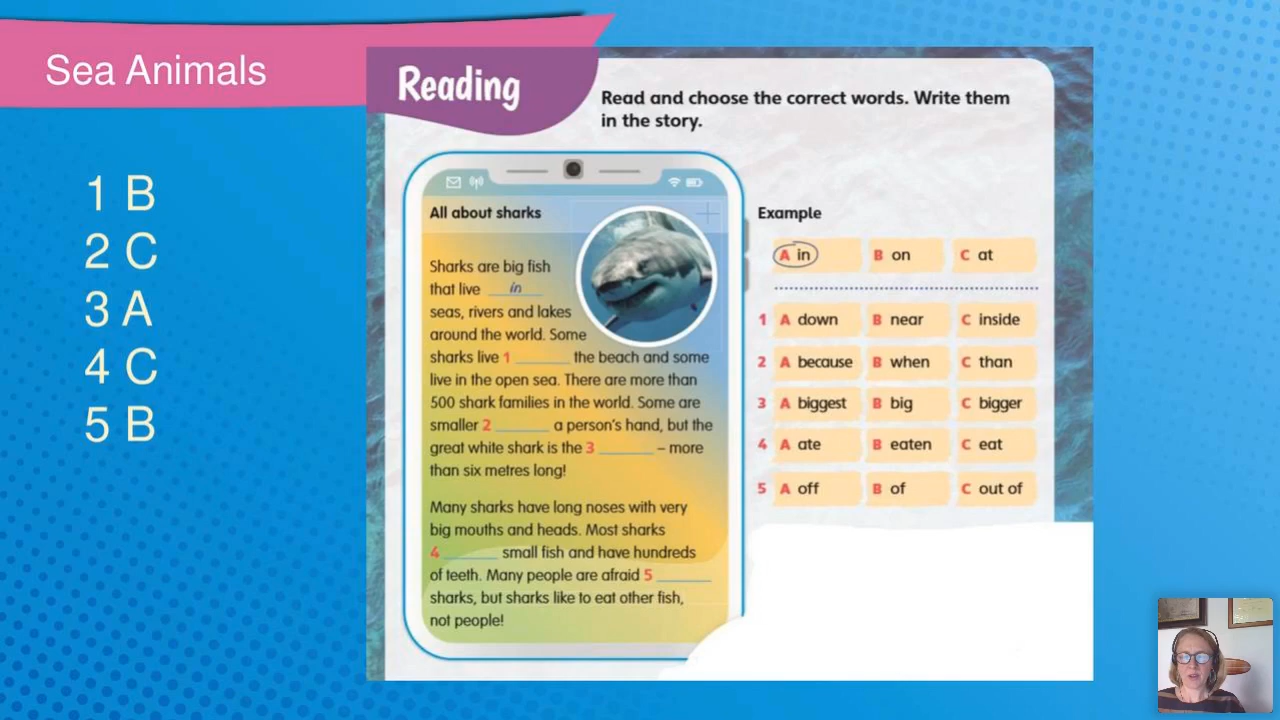 Sea Animals
1 B
2 C
3 A
4 C
5 B
Reading
Read and choose the correct words. Write them
in the story.
All about sharks
Sharks are big fish
that live in
seas, rivers and lakes
around the world. Some
sharks live 1 ______ the beach and some
live in the open sea. There are more than
500 shark families in the world. Some are
smaller 2 ______ a person's hand, but the
great white shark is the 3 ______ – more
than six metres long!
Many sharks have long noses with very
big mouths and heads. Most sharks
4 ______ small fish and have hundreds
of teeth. Many people are afraid 5 ______
sharks, but sharks like to eat other fish,
not people!
Example
A in B on C at
1 A down B near C inside
2 A because B when C than
3 A biggest B big C bigger
4 A ate B eaten C eat
5 A off B of C out of